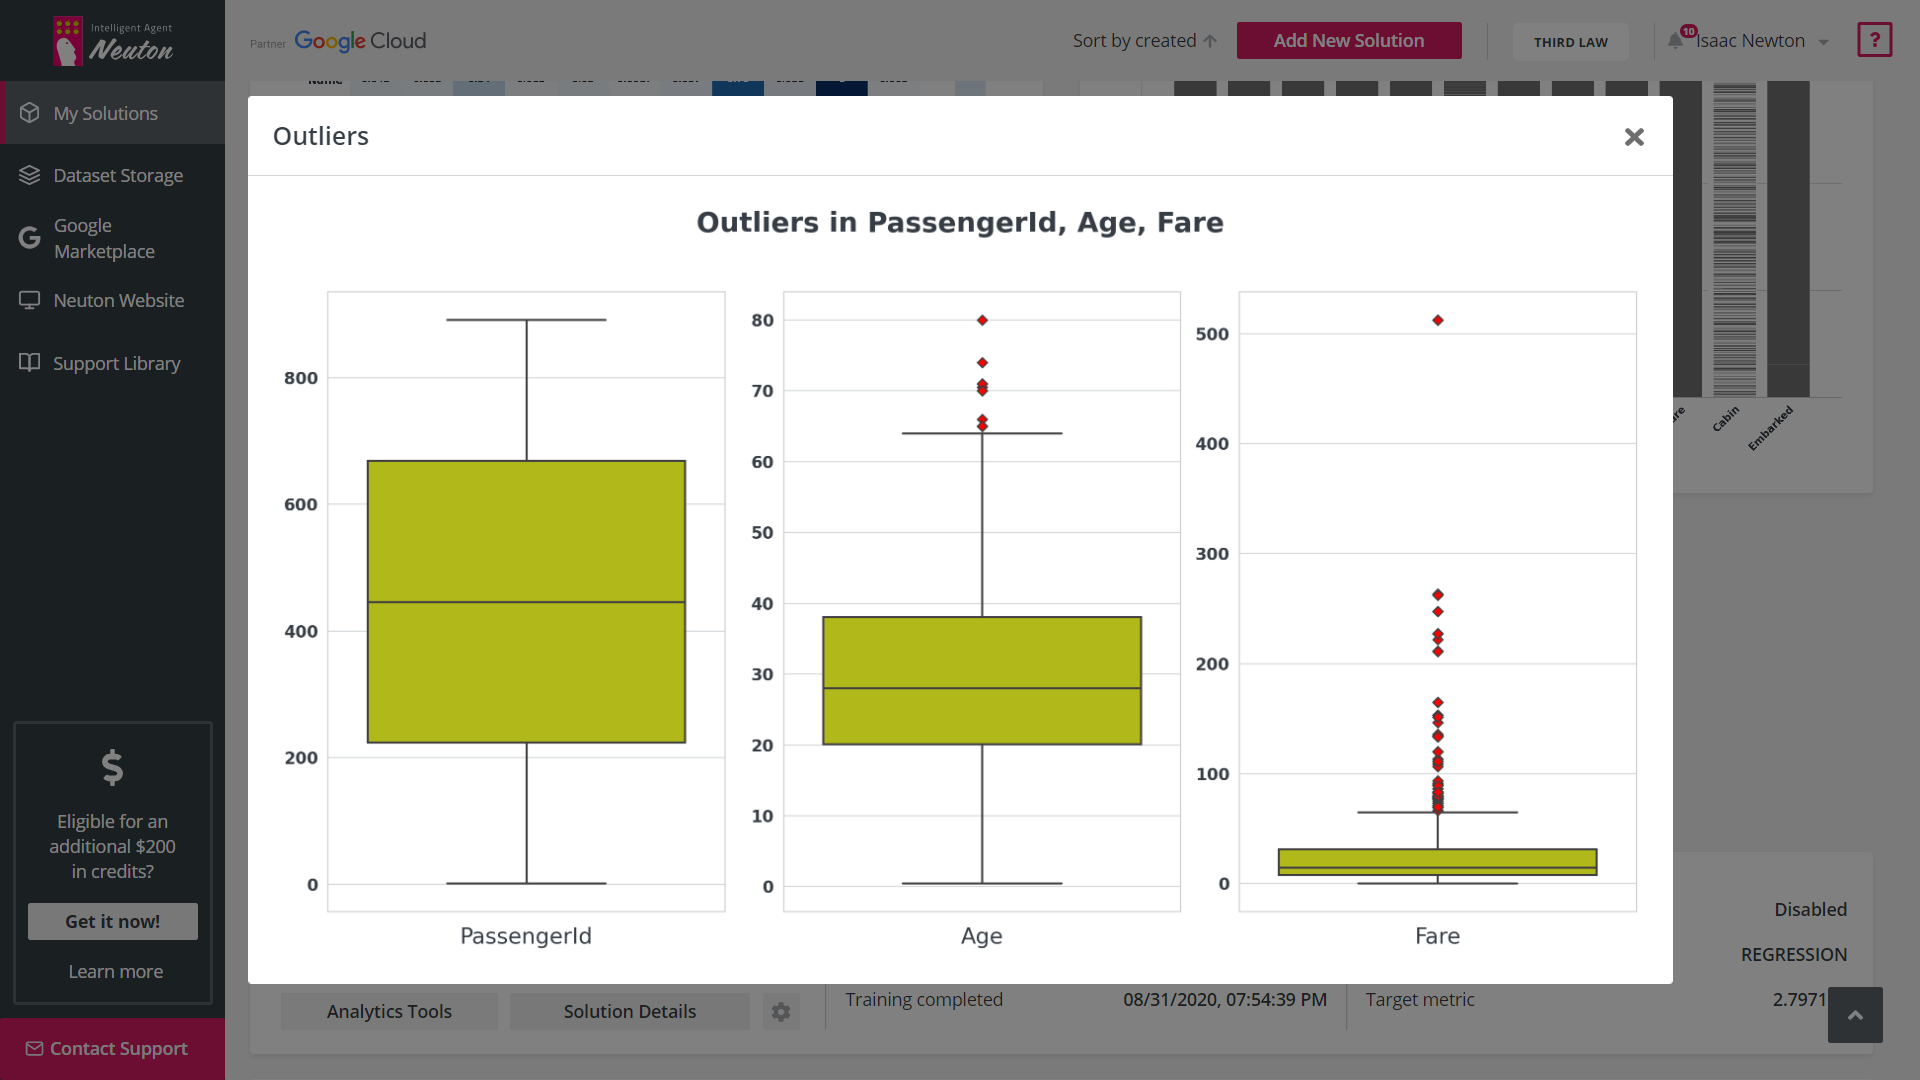 Intelligent Agent
Neuton
Partner Google Cloud
Sort by created
Add New Solution
THIRD LAW
10
Isaac Newton
?
My Solutions
Dataset Storage
Google
Marketplace
Neuton Website
Support Library
$
Eligible for an
additional $200
in credits?
Get it now!
Learn more
Contact Support
Name
Outliers
Outliers in PassengerId, Age, Fare
800
600
400
200
0
PassengerId
80
70
60
50
40
30
20
10
0
Age
500
400
300
200
100
0
Fare
Cabin
Embarked
Disabled
REGRESSION
Analytics Tools
Solution Details
Training completed
08/31/2020, 07:54:39 PM
Target metric
2.7971